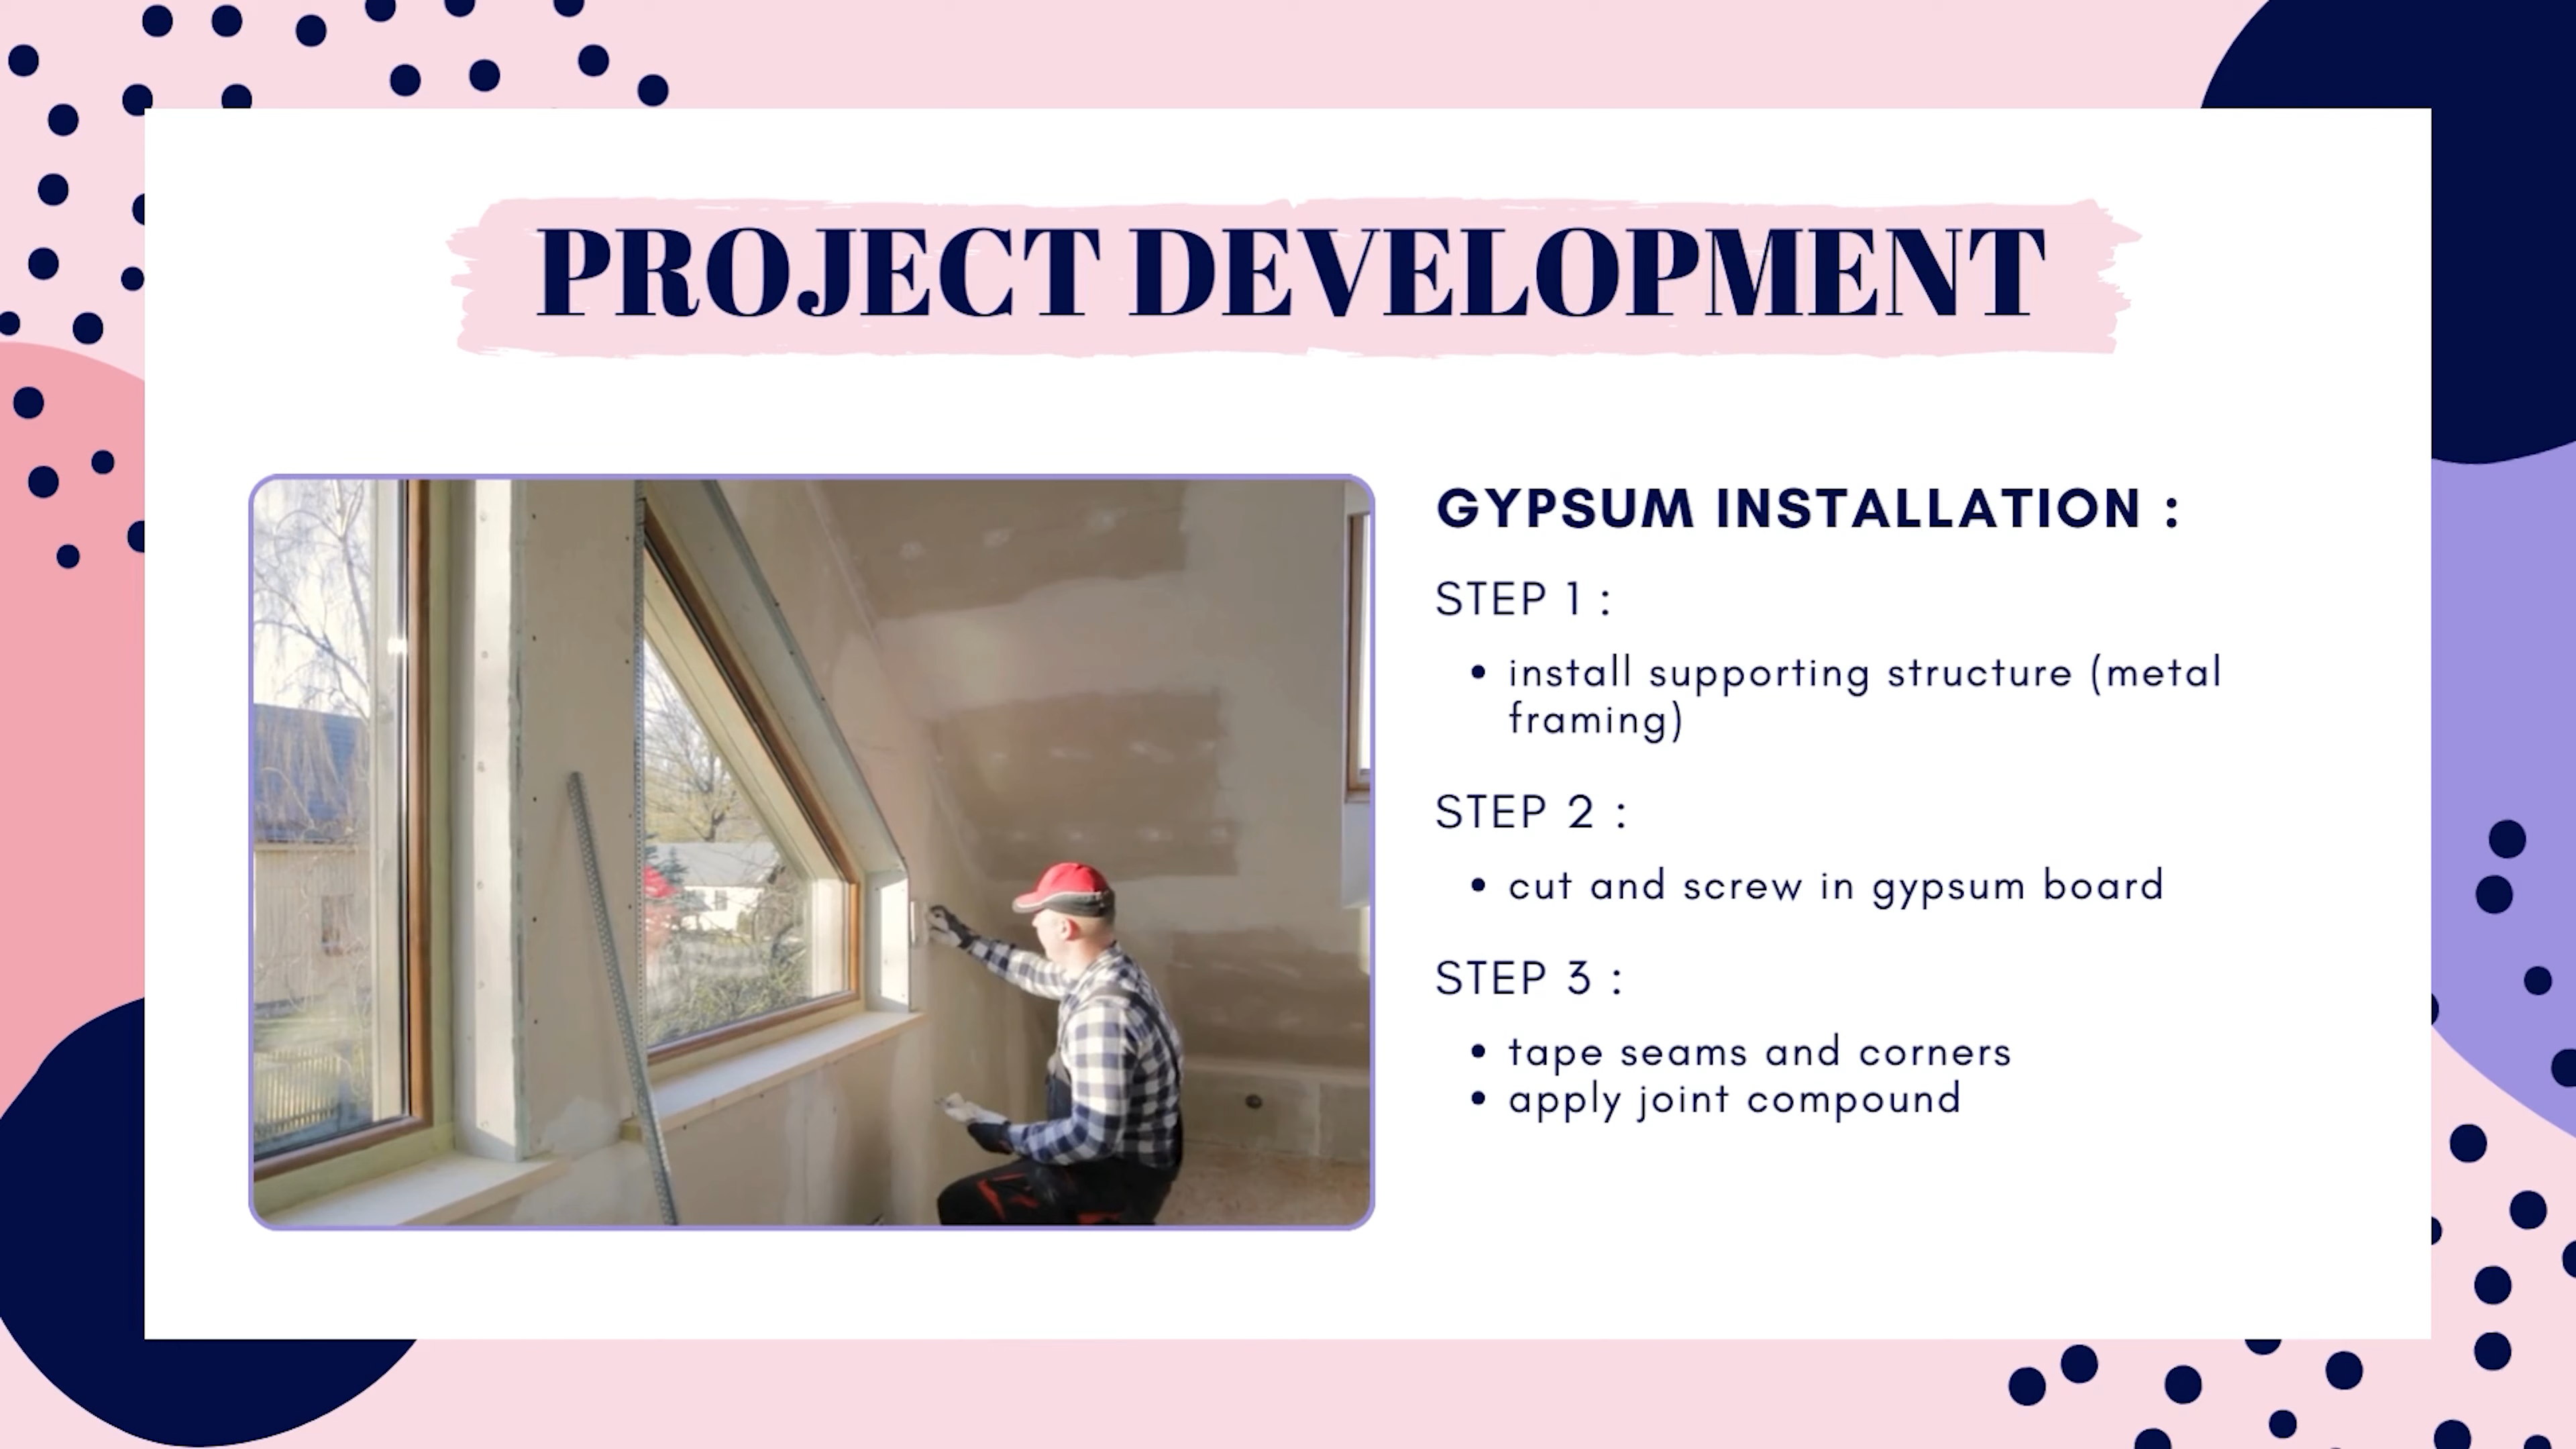 PROJECT DEVELOPMENT
GYPSUM INSTALLATION :
STEP 1 :
• install supporting structure (metal
framing)
STEP 2 :
• cut and screw in gypsum board
STEP 3 :
• tape seams and corners
• apply joint compound